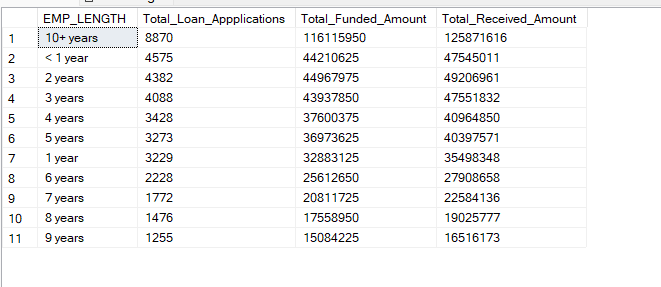 EMP_LENGTH Total_Loan_Appplications Total_Funded_Amount Total_Received_Amount
1 10+ years 8870 116115950 125871616
2 < 1 year 4575 44210625 47545011
3 2 years 4382 44967975 49206961
4 3 years 4088 43937850 47551832
5 4 years 3428 37600375 40964850
6 5 years 3273 36973625 40397571
7 1 year 3229 32883125 35498348
8 6 years 2228 25612650 27908658
9 7 years 1772 20811725 22584136
10 8 years 1476 17558950 19025777
11 9 years 1255 15084225 16516173